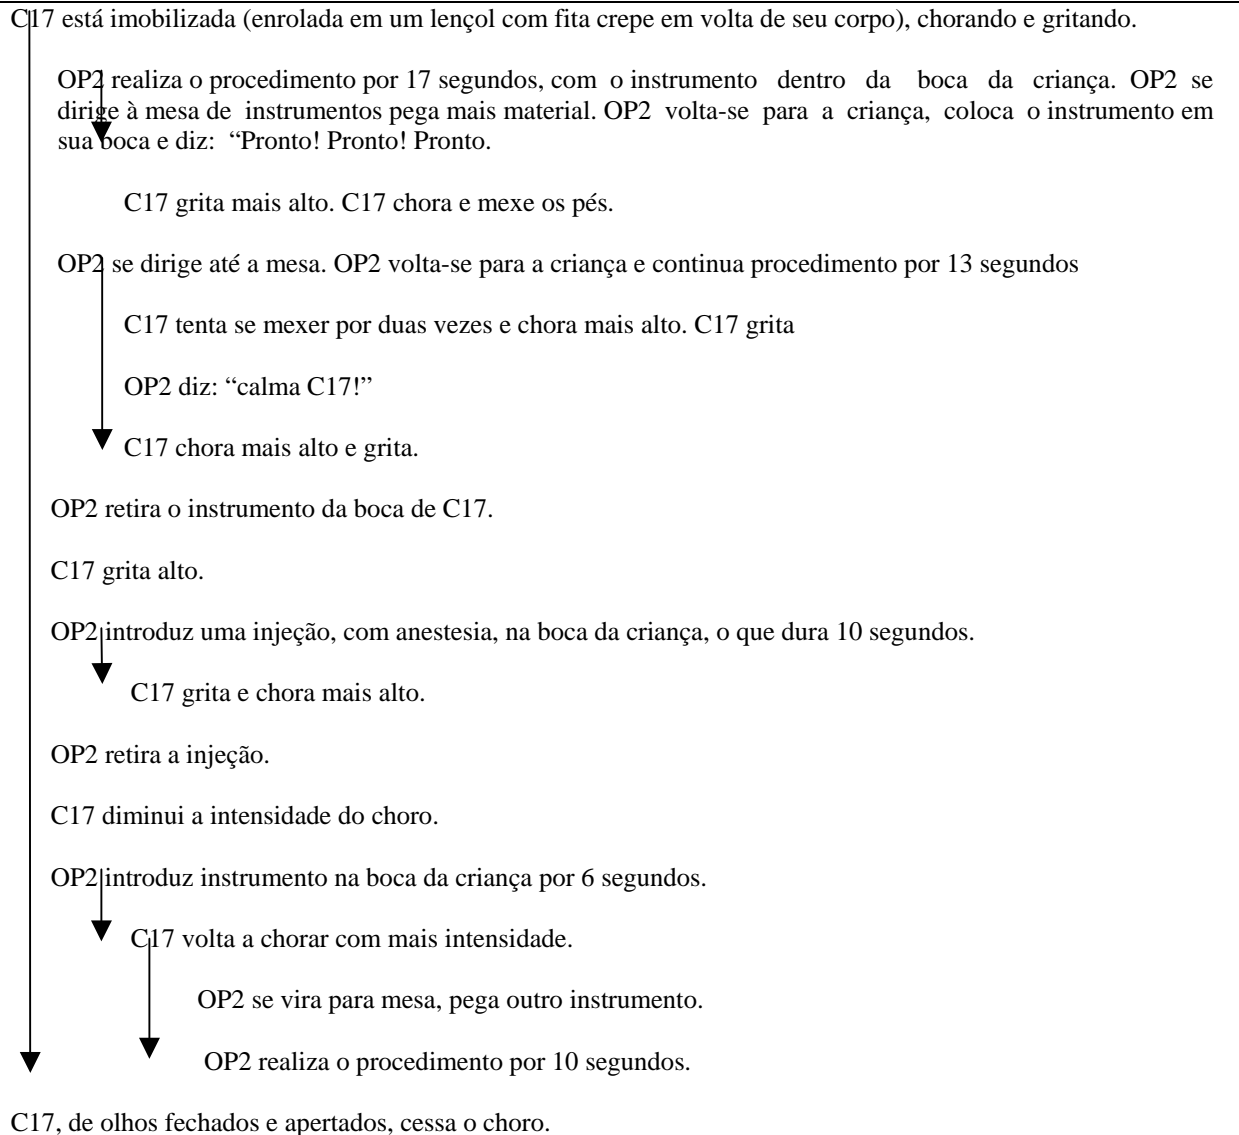 C17 está imobilizada (enrolada em um lençol com fita crepe em volta de seu corpo), chorando e gritando.
OP2 realiza o procedimento por 17 segundos, com o instrumento dentro da boca da criança. OP2 se
dirige à mesa de instrumentos pega mais material. OP2 volta-se para a criança, coloca o instrumento em
sua boca e diz: “Pronto! Pronto! Pronto.
C17 grita mais alto. C17 chora e mexe os pés.
OP2 se dirige até a mesa. OP2 volta-se para a criança e continua procedimento por 13 segundos
C17 tenta se mexer por duas vezes e chora mais alto. C17 grita
OP2 diz: “calma C17!”
C17 chora mais alto e grita.
OP2 retira o instrumento da boca de C17.
C17 grita alto.
OP2 introduz uma injeção, com anestesia, na boca da criança, o que dura 10 segundos.
C17 grita e chora mais alto.
OP2 retira a injeção.
C17 diminui a intensidade do choro.
OP2 introduz instrumento na boca da criança por 6 segundos.
C17 volta a chorar com mais intensidade.
OP2 se vira para mesa, pega outro instrumento.
OP2 realiza o procedimento por 10 segundos.
C17, de olhos fechados e apertados, cessa o choro.